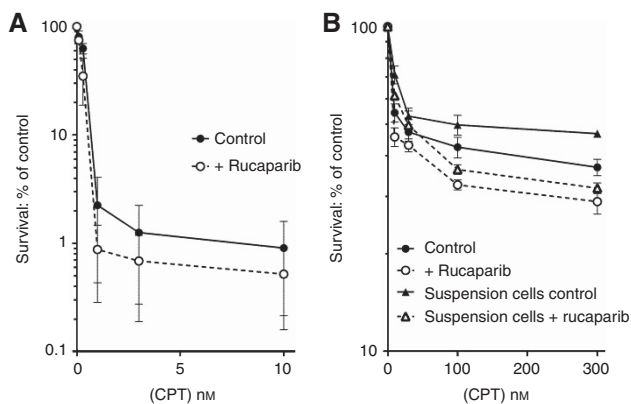 A
100
10
1
0.1
0
5
10
Survival: % of control
(CPT) nM
Control
+ Rucaparib
B
100
10
0
100
200
300
Survival: % of control
(CPT) nM
Control
+ Rucaparib
Suspension cells control
Suspension cells + rucaparib